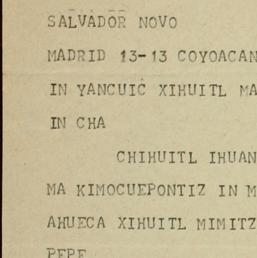 SALVADOR NOVO
MADRID 13-13 COYOACAN
IN YANCUIC XIHUITL MA
IN CHA
CHIHUITL IHUAN
MA KIMOCUEPONTIZ IN M
AHUECA XIHUITL MIMITZ
PEPE